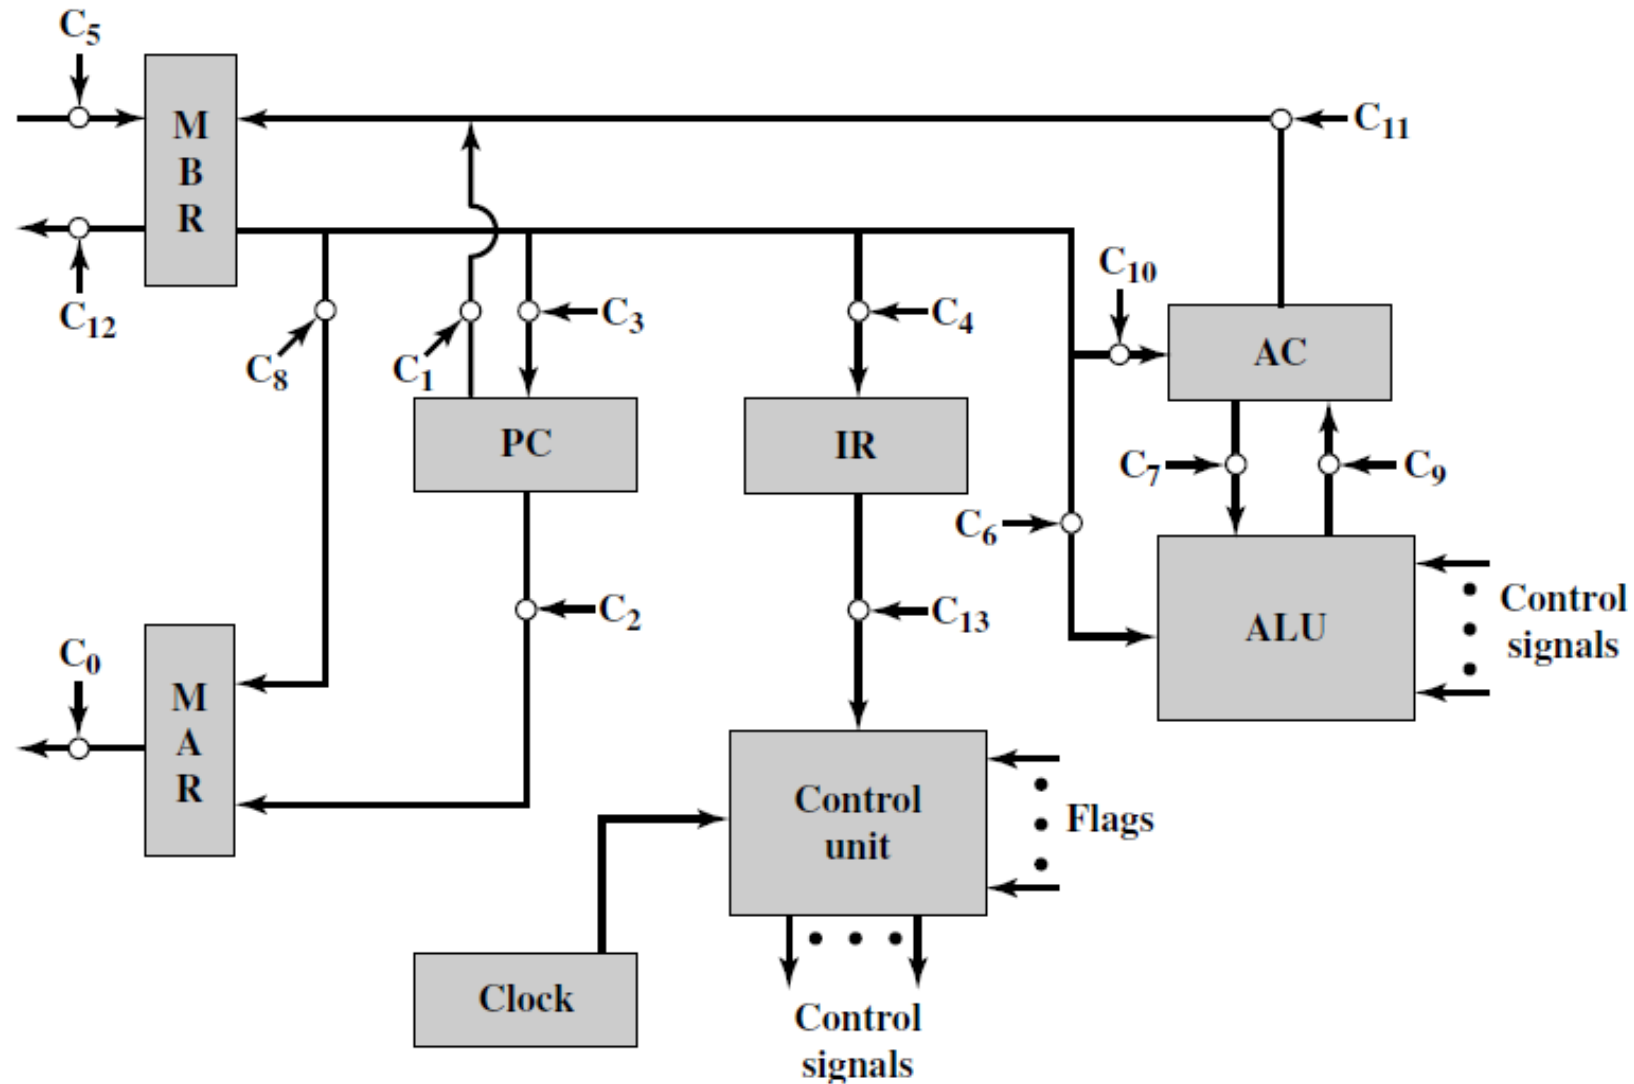 C5
M
B
R
C11
C12
C8
C1
C3
C4
C10
AC
PC
IR
C7
C9
C6
C2
C13
Control
signals
ALU
C0
M
A
R
Control
unit
Flags
Clock
Control
signals